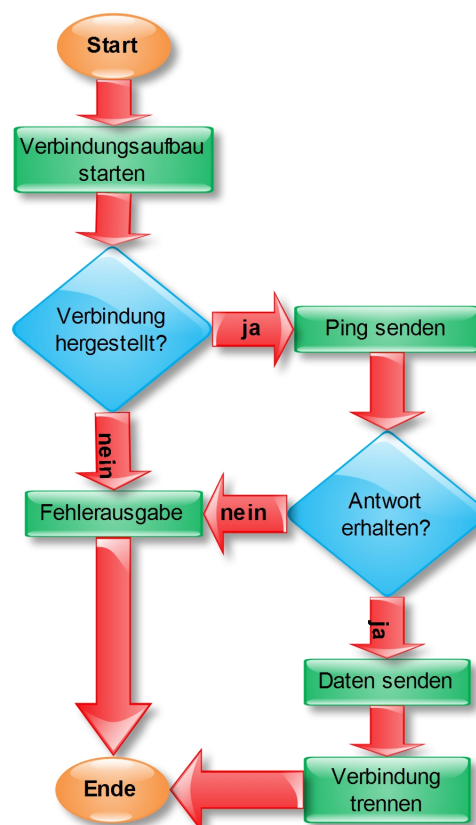 Start
Verbindungsaufbau
starten
Verbindung
hergestellt?
ja
Ping senden
nein
Fehlerausgabe
nein
Antwort
erhalten?
ja
Daten senden
Verbindung
trennen
Ende